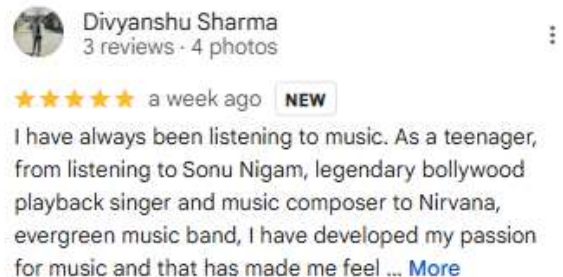 Divyanshu Sharma
3 reviews · 4 photos
a week ago NEW
I have always been listening to music. As a teenager,
from listening to Sonu Nigam, legendary bollywood
playback singer and music composer to Nirvana,
evergreen music band, I have developed my passion
for music and that has made me feel ... More